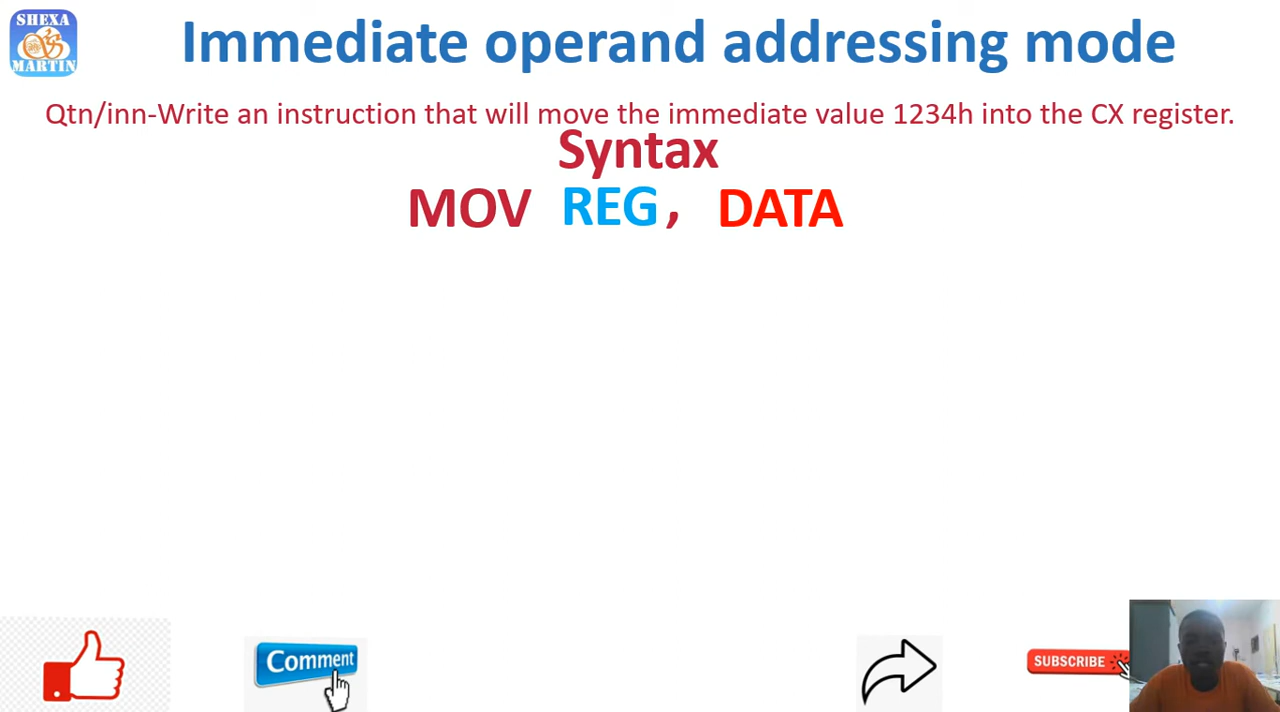 SHEXA
MARTIN
Immediate operand addressing mode
Qtn/inn-Write an instruction that will move the immediate value 1234h into the CX register.
Syntax
MOV REG, DATA
Comment
SUBSCRIBE